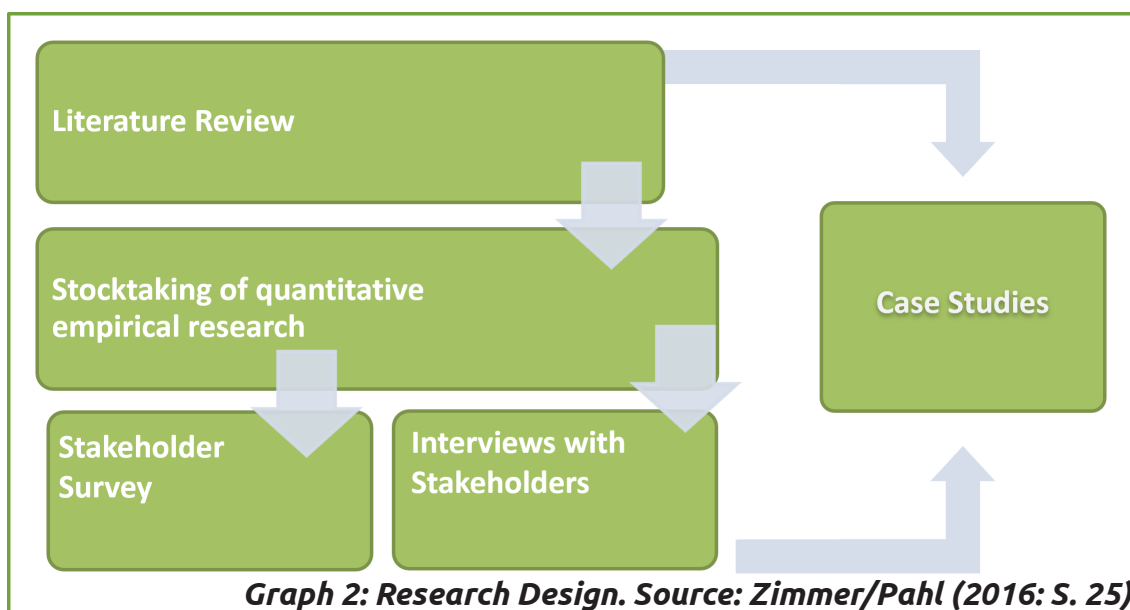 Literature Review
Stocktaking of quantitative
empirical research
Case Studies
Stakeholder
Survey
Interviews with
Stakeholders
Graph 2: Research Design. Source: Zimmer/Pahl (2016: S. 25)